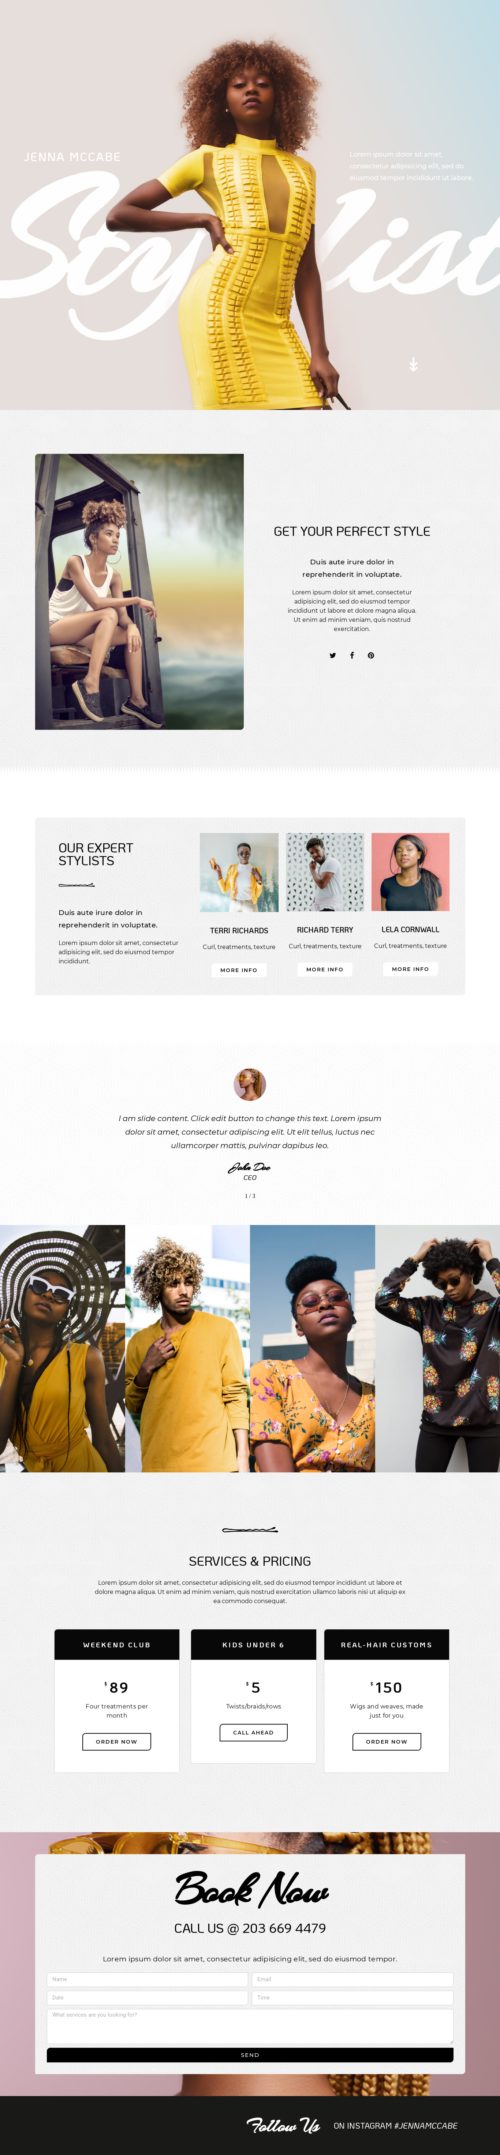 JENNA MCCABE
Lorem ipsum dolor sit amet,
consectetur adipisicing elit, sed do
eiusmod tempor incididunt ut labore.
Stylist
GET YOUR PERFECT STYLE
Duis aute irure dolor in
reprehenderit in voluptate.
Lorem ipsum dolor sit amet, consectetur
adipisicing elit, sed do eiusmod tempor
incididunt ut labore et dolore magna aliqua.
Ut enim ad minim veniam, quis nostrud
exercitation.
OUR EXPERT
STYLISTS
Duis aute irure dolor in
reprehenderit in voluptate.
Lorem ipsum dolor sit amet, consectetur
adipisicing elit, sed do eiusmod tempor
incididunt.
TERRI RICHARDS
Curl, treatments, texture
MORE INFO
RICHARD TERRY
Curl, treatments, texture
MORE INFO
LELA CORNWALL
Curl, treatments, texture
MORE INFO
I am slide content. Click edit button to change this text. Lorem ipsum
dolor sit amet, consectetur adipiscing elit. Ut elit tellus, luctus nec
ullamcorper mattis, pulvinar dapibus leo.
John Doe
CEO
1 / 3
SERVICES & PRICING
Lorem ipsum dolor sit amet, consectetur adipisicing elit, sed do eiusmod tempor incididunt ut labore et
dolore magna aliqua. Ut enim ad minim veniam, quis nostrud exercitation ullamco laboris nisi ut aliquip ex
ea commodo consequat.
WEEKEND CLUB
$89
Four treatments per
month
ORDER NOW
KIDS UNDER 6
$5
Twists/braids/rows
CALL AHEAD
REAL-HAIR CUSTOMS
$150
Wigs and weaves, made
just for you
ORDER NOW
Book Now
CALL US @ 203 669 4479
Lorem ipsum dolor sit amet, consectetur adipisicing elit, sed do eiusmod tempor.
Name
Email
Date
Time
What services are you looking for?
SEND
Follow Us ON INSTAGRAM #JENNAMCCABE